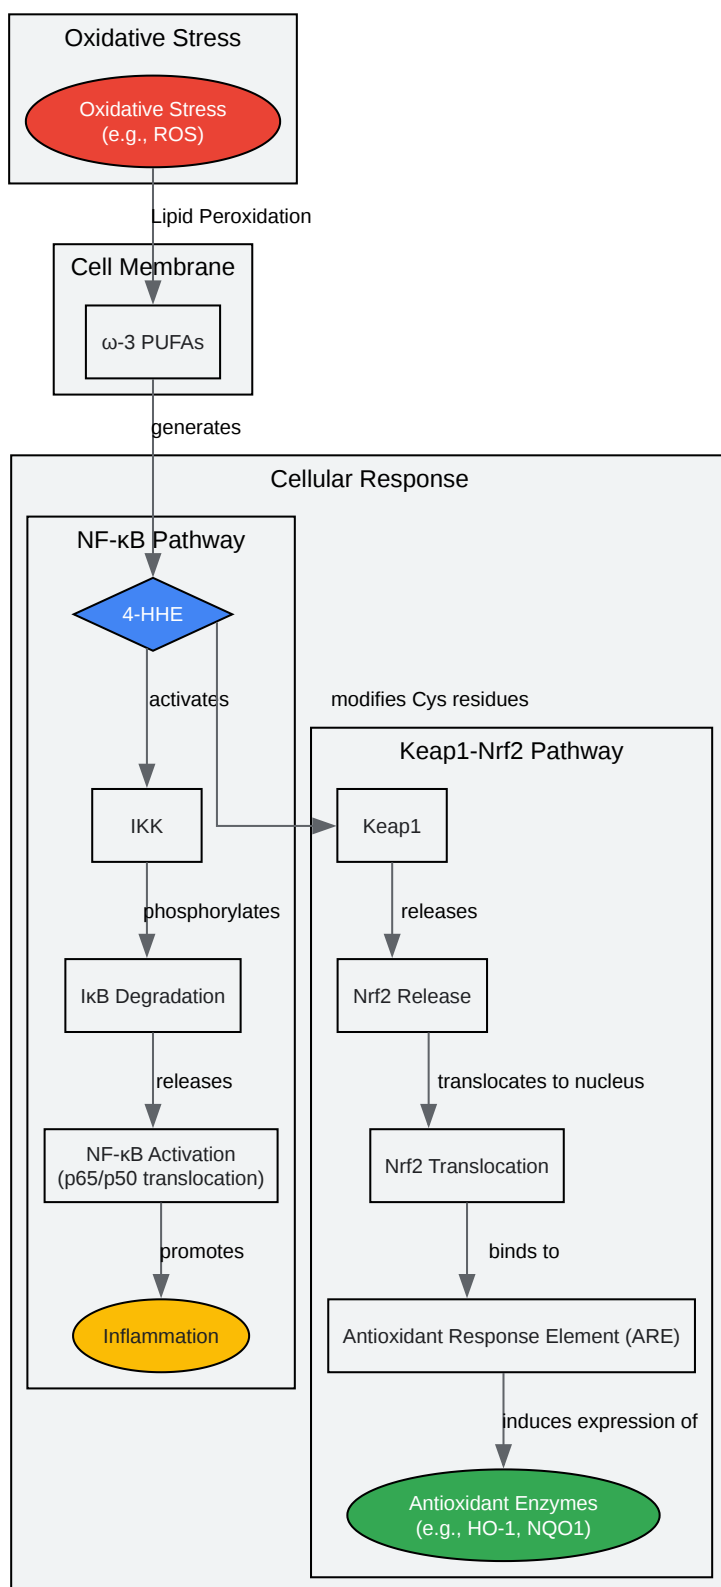 Oxidative Stress
Oxidative Stress
(e.g., ROS)
Lipid Peroxidation
Cell Membrane
ω-3 PUFAs
generates
Cellular Response
NF-κB Pathway
4-HHE
activates
modifies Cys residues
Keap1-Nrf2 Pathway
IKK
Keap1
phosphorylates
releases
IκB Degradation
Nrf2 Release
releases
translocates to nucleus
NF-κB Activation
(p65/p50 translocation)
Nrf2 Translocation
promotes
binds to
Inflammation
Antioxidant Response Element (ARE)
induces expression of
Antioxidant Enzymes
(e.g., HO-1, NQO1)